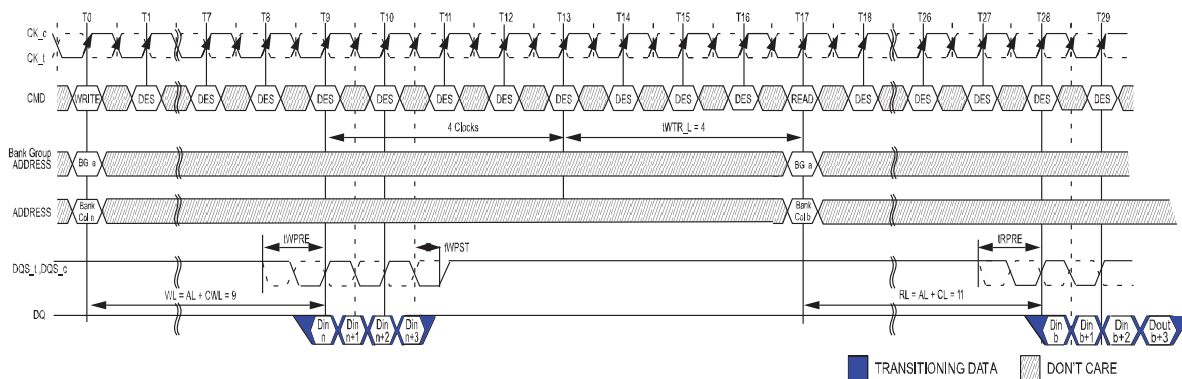 T0 T1 T7 T8 T9 T10 T11 T12 T13 T14 T15 T16 T17 T18 T26 T27 T28 T29
CK_c
CK_t
CMD WRITE DES DES DES DES DES DES DES DES DES DES DES READ DES DES DES DES DES
4 Clocks tWTR_L = 4
Bank Group
ADDRESS BG a BG a
ADDRESS Bank Col n Bank Col b
tWPRE tWPST tRPRE
DQS_t ,DQS_c
WL = AL + CWL = 9 RL = AL + CL = 11
DQ Din n Din n+1 Din n+2 Din n+3 Din b Din b+1 Din b+2 Dout b+3
TRANSITIONING DATA DON'T CARE